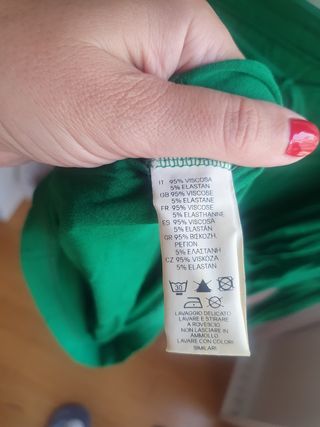 IT 95% VISCOSA
5% ELASTAN
GB 95% VISCOSE
5% ELASTANE
FR 95% VISCOSE
5% ELASTHANNE
ES 95% VISCOSA
5% ELASTÁN
GR 95% ΒΙΣΚΟΖΗ,
ΡΕΓΙΟΝ
5% ΕΛΑΣΤΑΝΗ
CZ 95% VISKÓZA
5% ELASTAN
LAVAGGIO DELICATO
LAVARE E STIRARE
A ROVESCIO
NON LASCIARE IN
AMMOLLO
LAVARE CON COLORI
SIMILARI